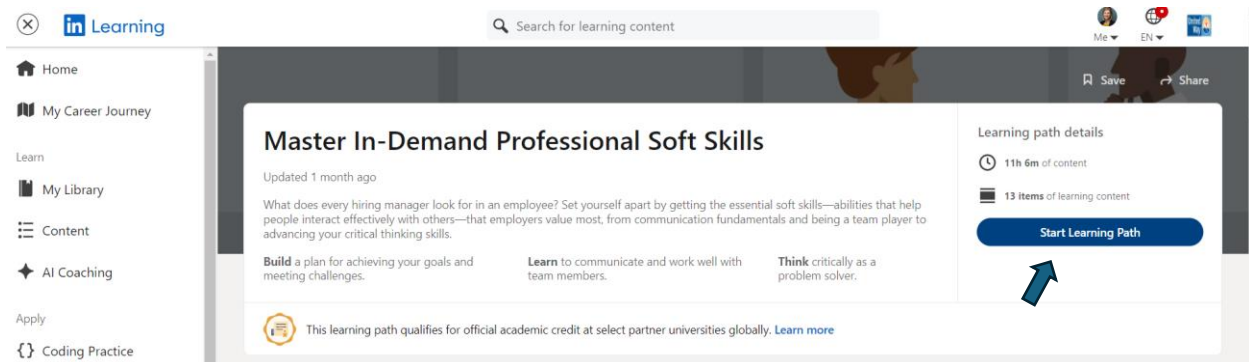 in Learning
Search for learning content
Me
EN
Home
My Career Journey
Learn
My Library
Content
AI Coaching
Apply
{} Coding Practice
Save
Share
Master In-Demand Professional Soft Skills
Updated 1 month ago
What does every hiring manager look for in an employee? Set yourself apart by getting the essential soft skills—abilities that help
people interact effectively with others—that employers value most, from communication fundamentals and being a team player to
advancing your critical thinking skills.
Build a plan for achieving your goals and
meeting challenges.
Learn to communicate and work well with
team members.
Think critically as a
problem solver.
This learning path qualifies for official academic credit at select partner universities globally. Learn more
Learning path details
11h 6m of content
13 items of learning content
Start Learning Path